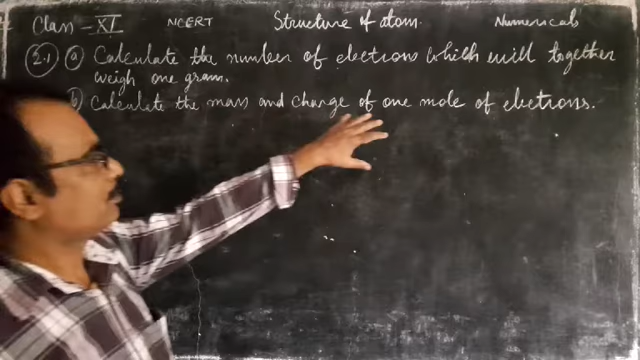 Class - XI NCERT Structure of atom. Numericals
2.1 (a) Calculate the number of electrons which will together
weigh one gram.
b) Calculate the mass and charge of one mole of electrons.